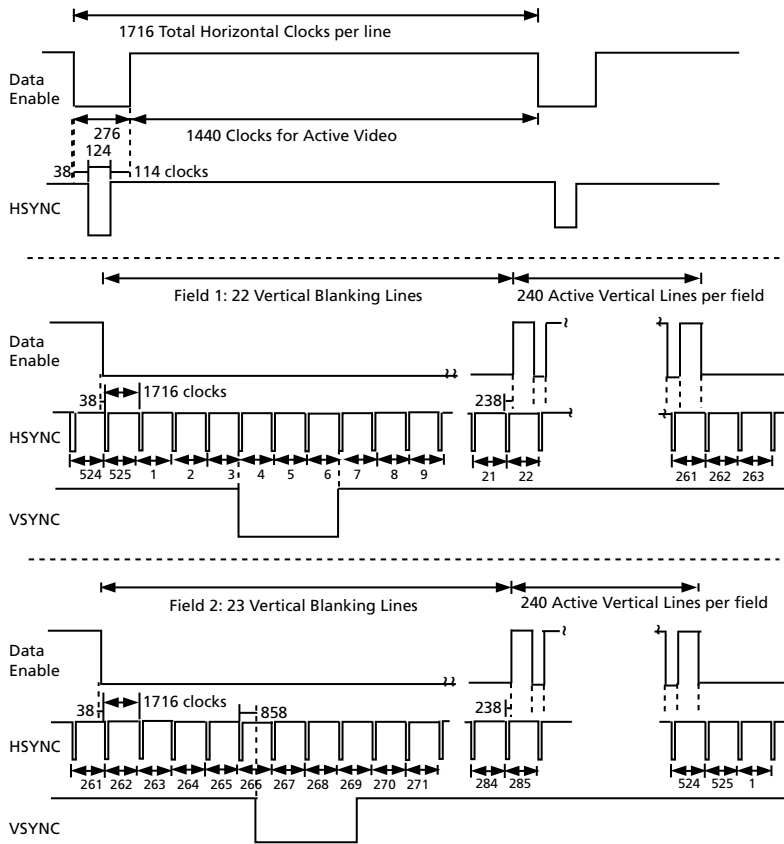 1716 Total Horizontal Clocks per line
Data
Enable
276
1440 Clocks for Active Video
124
38
114 clocks
HSYNC
Field 1: 22 Vertical Blanking Lines
240 Active Vertical Lines per field
Data
Enable
1716 clocks
38
238
HSYNC
524 525 1 2 3 4 5 6 7 8 9 21 22 261 262 263
VSYNC
Field 2: 23 Vertical Blanking Lines
240 Active Vertical Lines per field
Data
Enable
1716 clocks
38
858
238
HSYNC
261 262 263 264 265 266 267 268 269 270 271 284 285 524 525 1
VSYNC